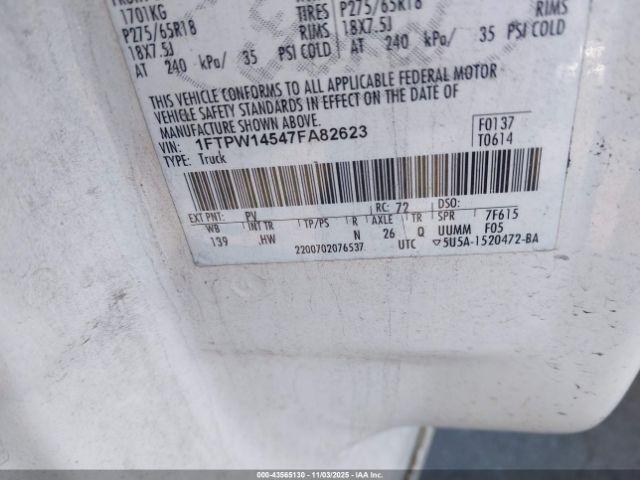 1701KG TIRES P275/65R18
P275/65R18 RIMS 18X7.5J RIMS
18X7.5J
AT 240 kPa/ 35 PSI COLD AT 240 kPa/ 35 PSI COLD
THIS VEHICLE CONFORMS TO ALL APPLICABLE FEDERAL MOTOR
VEHICLE SAFETY STANDARDS IN EFFECT ON THE DATE OF
MANUFACTURE SHOWN ABOVE.
VIN: 1FTPW14547FA82623
TYPE: Truck
F0137
T0614
EXT PNT: PV RC: 72 DSO:
WB INT TR TP/PS R AXLE TR SPR 7F615
139 .HW N 26 Q UUMM F05
2200702076537 UTC ▽5U5A-1520472-BA
000-43565130 - 11/03/2025 - IAA, Inc.